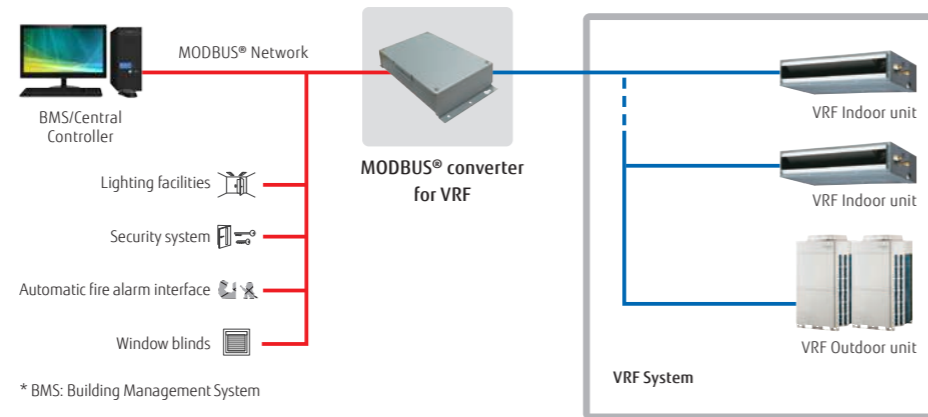 MODBUS® Network
BMS/Central
Controller
MODBUS® converter
for VRF
Lighting facilities
Security system
Automatic fire alarm interface
Window blinds
* BMS: Building Management System
VRF Indoor unit
VRF Indoor unit
VRF Outdoor unit
VRF System